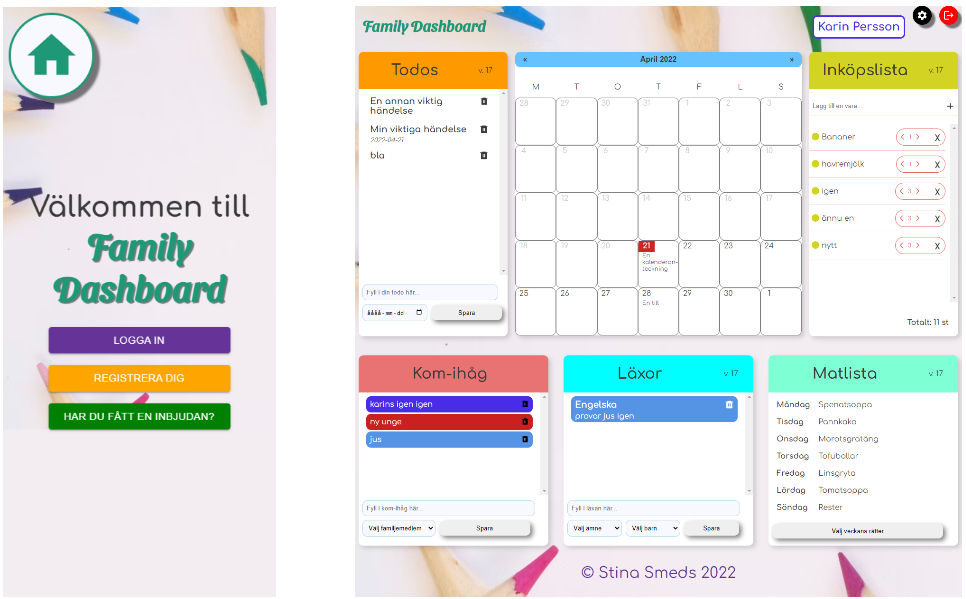 Välkommen till
Family
Dashboard
LOGGA IN
REGISTRERA DIG
HAR DU FÅTT EN INBJUDAN?
Family Dashboard
Karin Persson
Todos v. 17
En annan viktig
händelse
Min viktiga händelse
2022-04-21
bla
Fyll i din todo här...
åååå-mm-dd
Spara
« April 2022 »
M T O T F L S
28 29 30 31 1 2 3
4 5 6 7 8 9 10
11 12 13 14 15 16 17
18 19 20 21 22 23 24
En
kalenderan-
teckning
25 26 27 28 29 30 1
En till
Inköpslista v. 17
Lägg till en vara... +
Bananer < 1 > X
havremjölk < 1 > X
igen < 3 > X
ännu en < 3 > X
nytt < 3 > X
Totalt: 11 st
Kom-ihåg
karins igen igen
ny unge
jus
Fyll i kom-ihåg här...
Välj familjemedlem Spara
Läxor v. 17
Engelska
provar jus igen
Fyll i läxan här...
Välj ämne Välj barn Spara
Matlista v. 17
Måndag Spenatsoppa
Tisdag Pannkaka
Onsdag Morotsgratäng
Torsdag Tofubollar
Fredag Linsgryta
Lördag Tomatsoppa
Söndag Rester
Välj veckans rätter
© Stina Smeds 2022